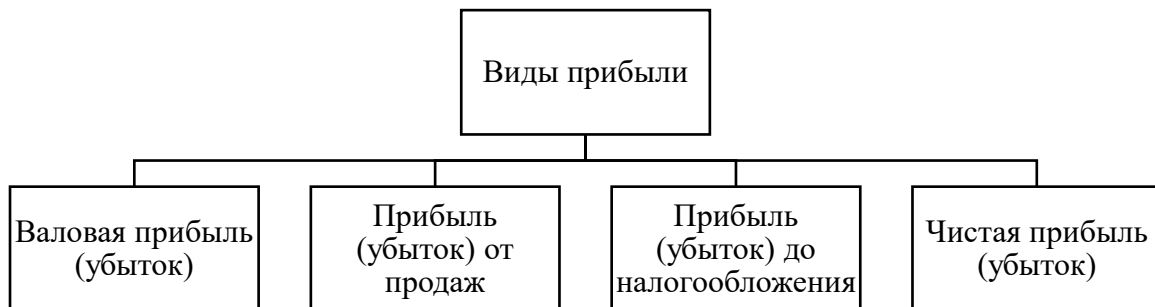 Виды прибыли
Валовая прибыль
(убыток)
Прибыль
(убыток) от
продаж
Прибыль
(убыток) до
налогообложения
Чистая прибыль
(убыток)